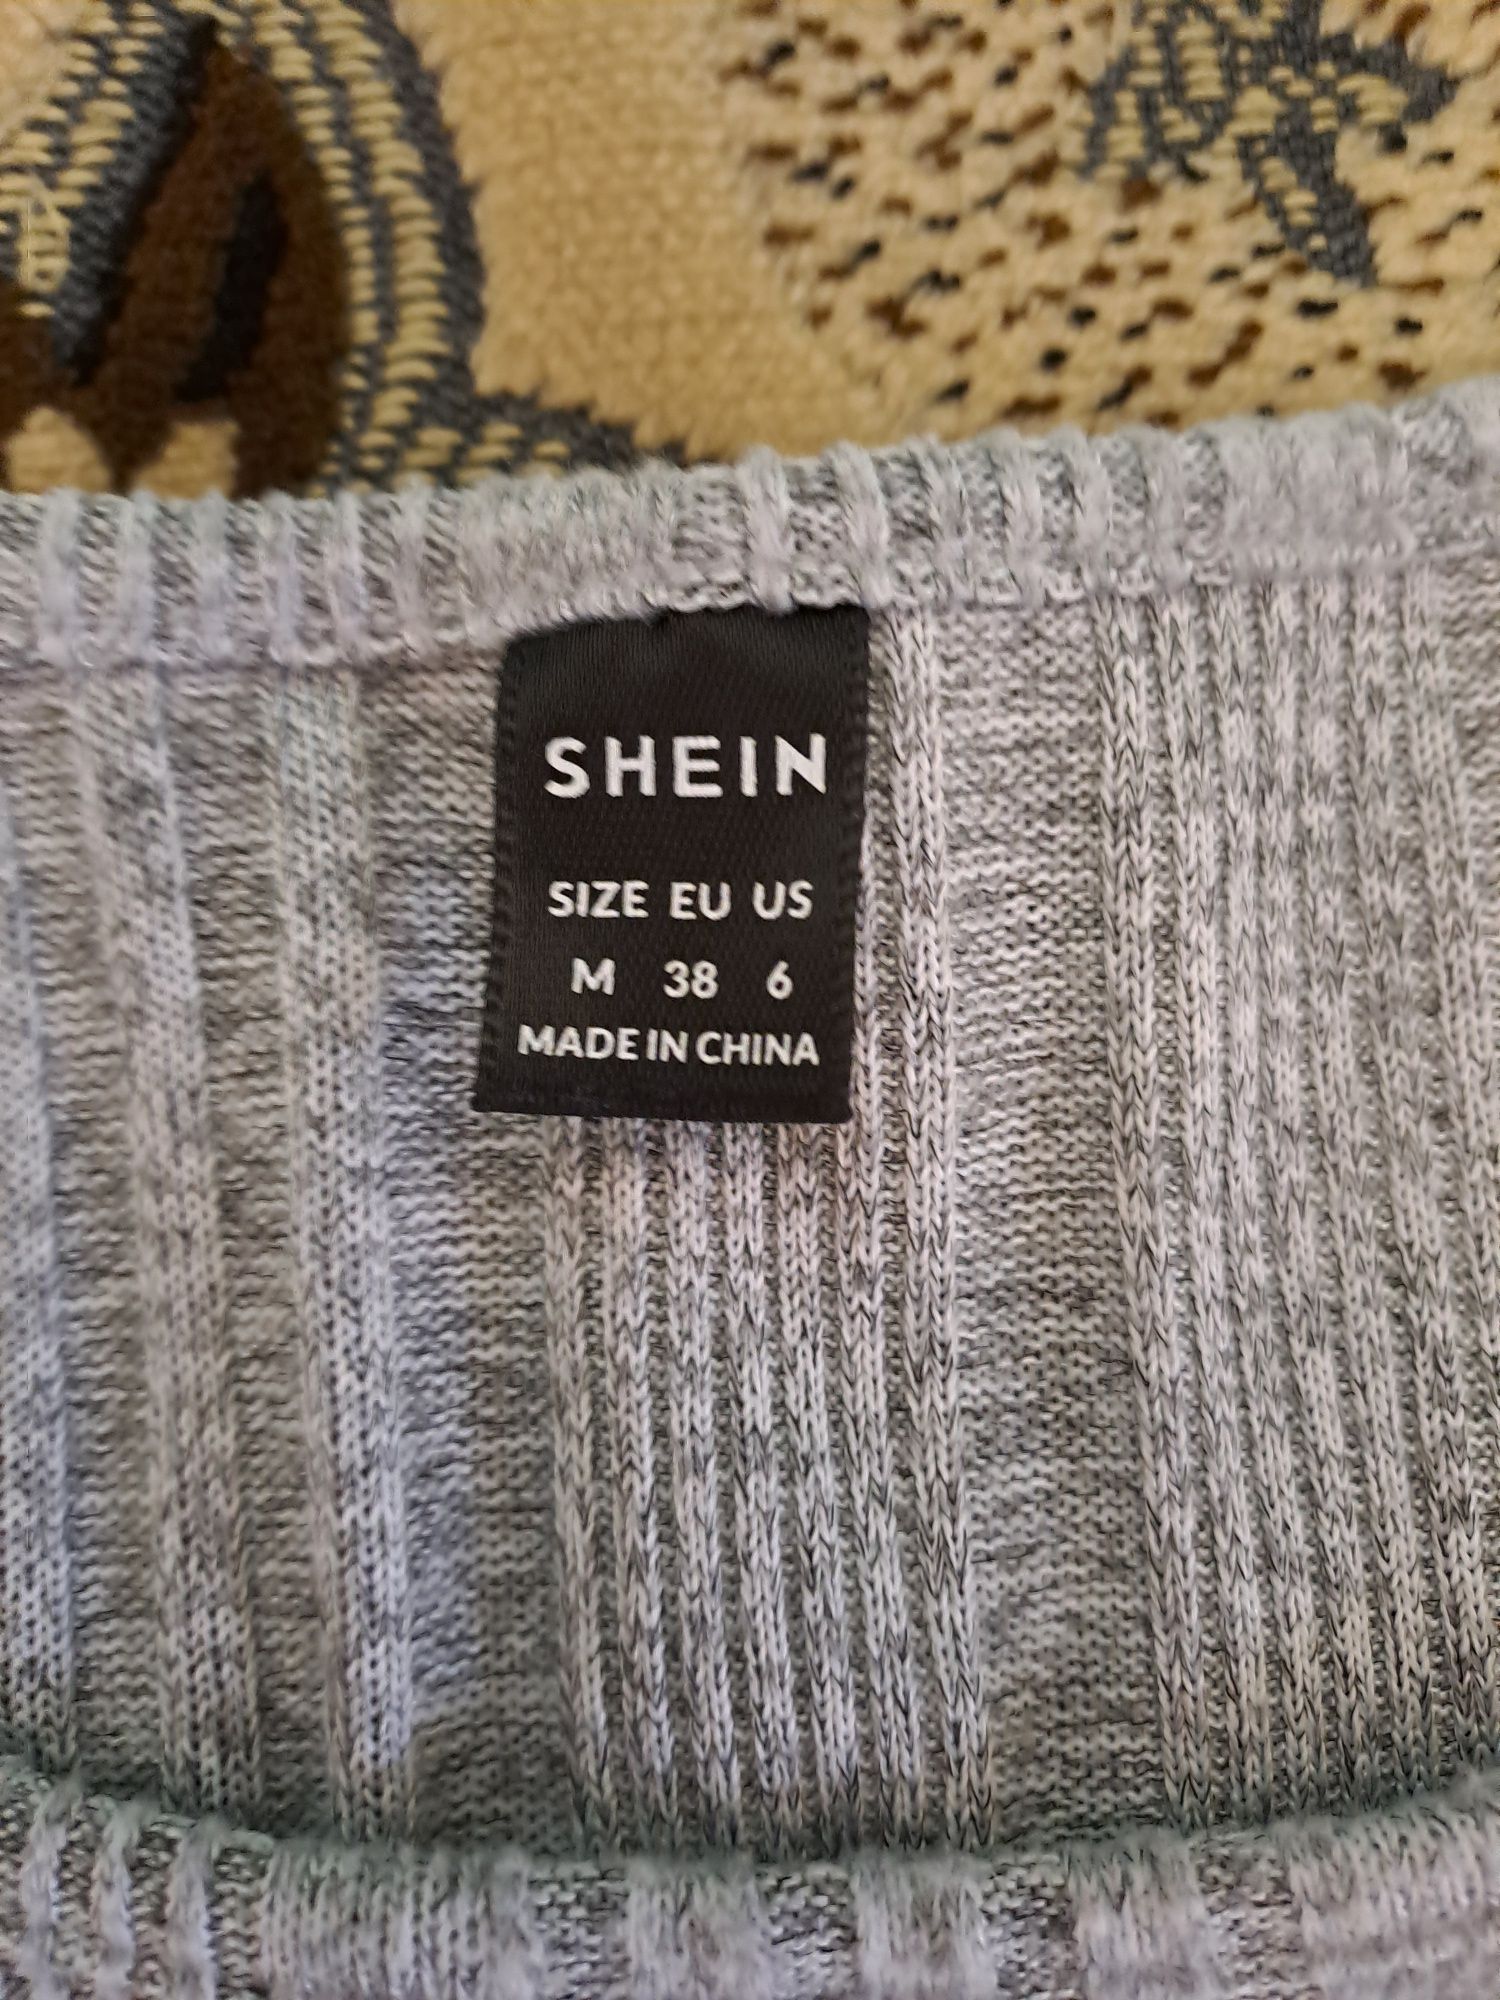 SHEIN
SIZE EU US
M 38 6
MADE IN CHINA